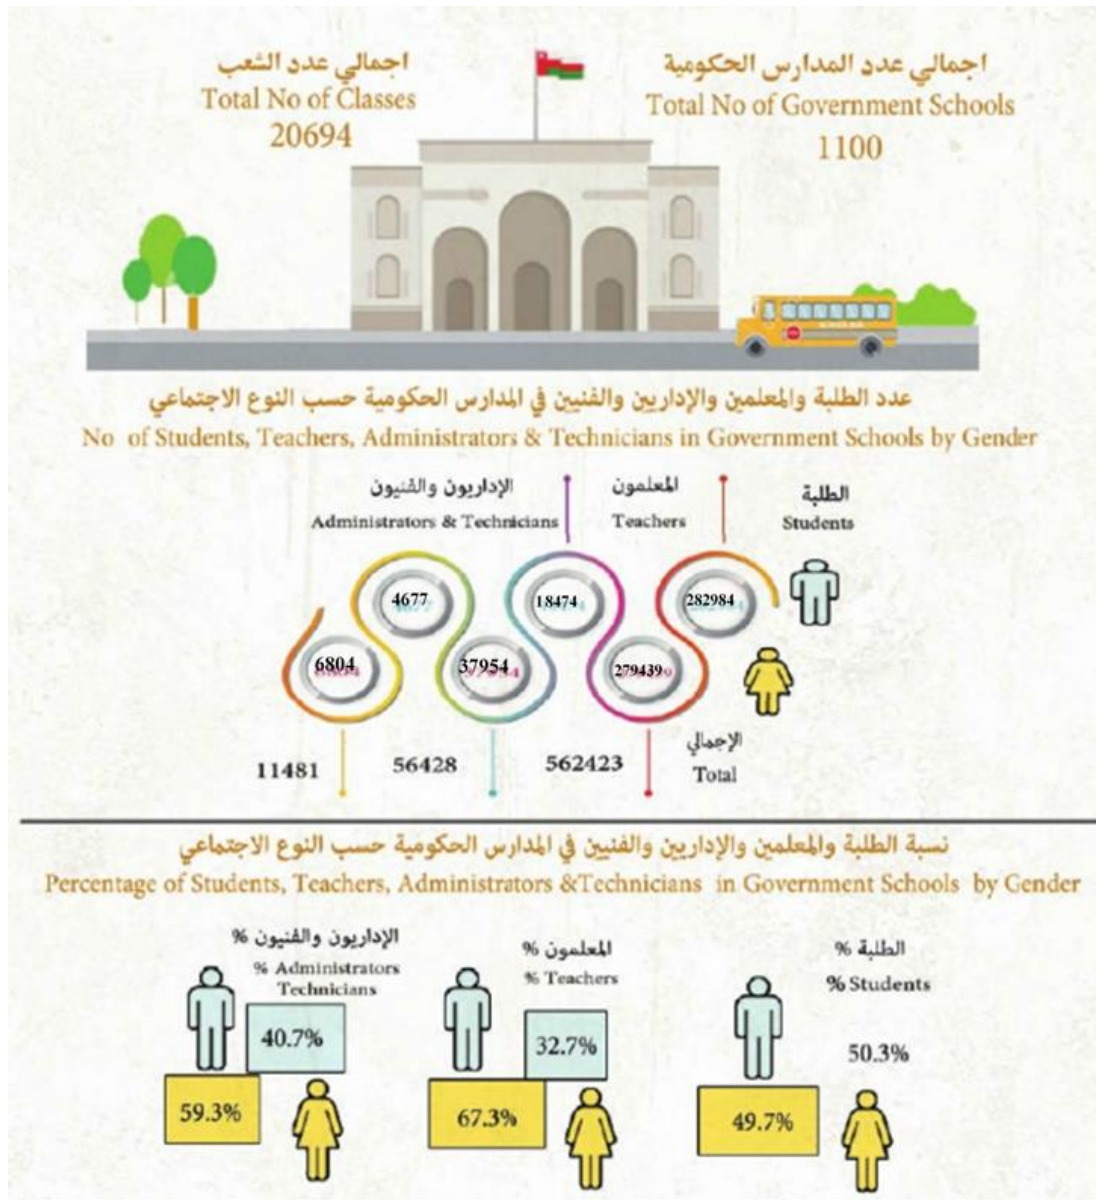 اجمالي عدد المدارس الحكومية
Total No of Government Schools
1100
اجمالي عدد الشعب
Total No of Classes
20694
عدد الطلبة والمعلمين والإداريين والفنيين في المدارس الحكومية حسب النوع الاجتماعي
No of Students, Teachers, Administrators & Technicians in Government Schools by Gender
الطلبة
Students
المعلمون
Teachers
الإداريون والفنيون
Administrators & Technicians
282984
18474
4677
279439
37954
6804
الإجمالي
Total
562423
56428
11481
نسبة الطلبة والمعلمين والإداريين والفنيين في المدارس الحكومية حسب النوع الاجتماعي
Percentage of Students, Teachers, Administrators &Technicians in Government Schools by Gender
الطلبة %
% Students
50.3%
49.7%
المعلمون %
% Teachers
32.7%
67.3%
الإداريون والفنيون %
% Administrators
Technicians
40.7%
59.3%